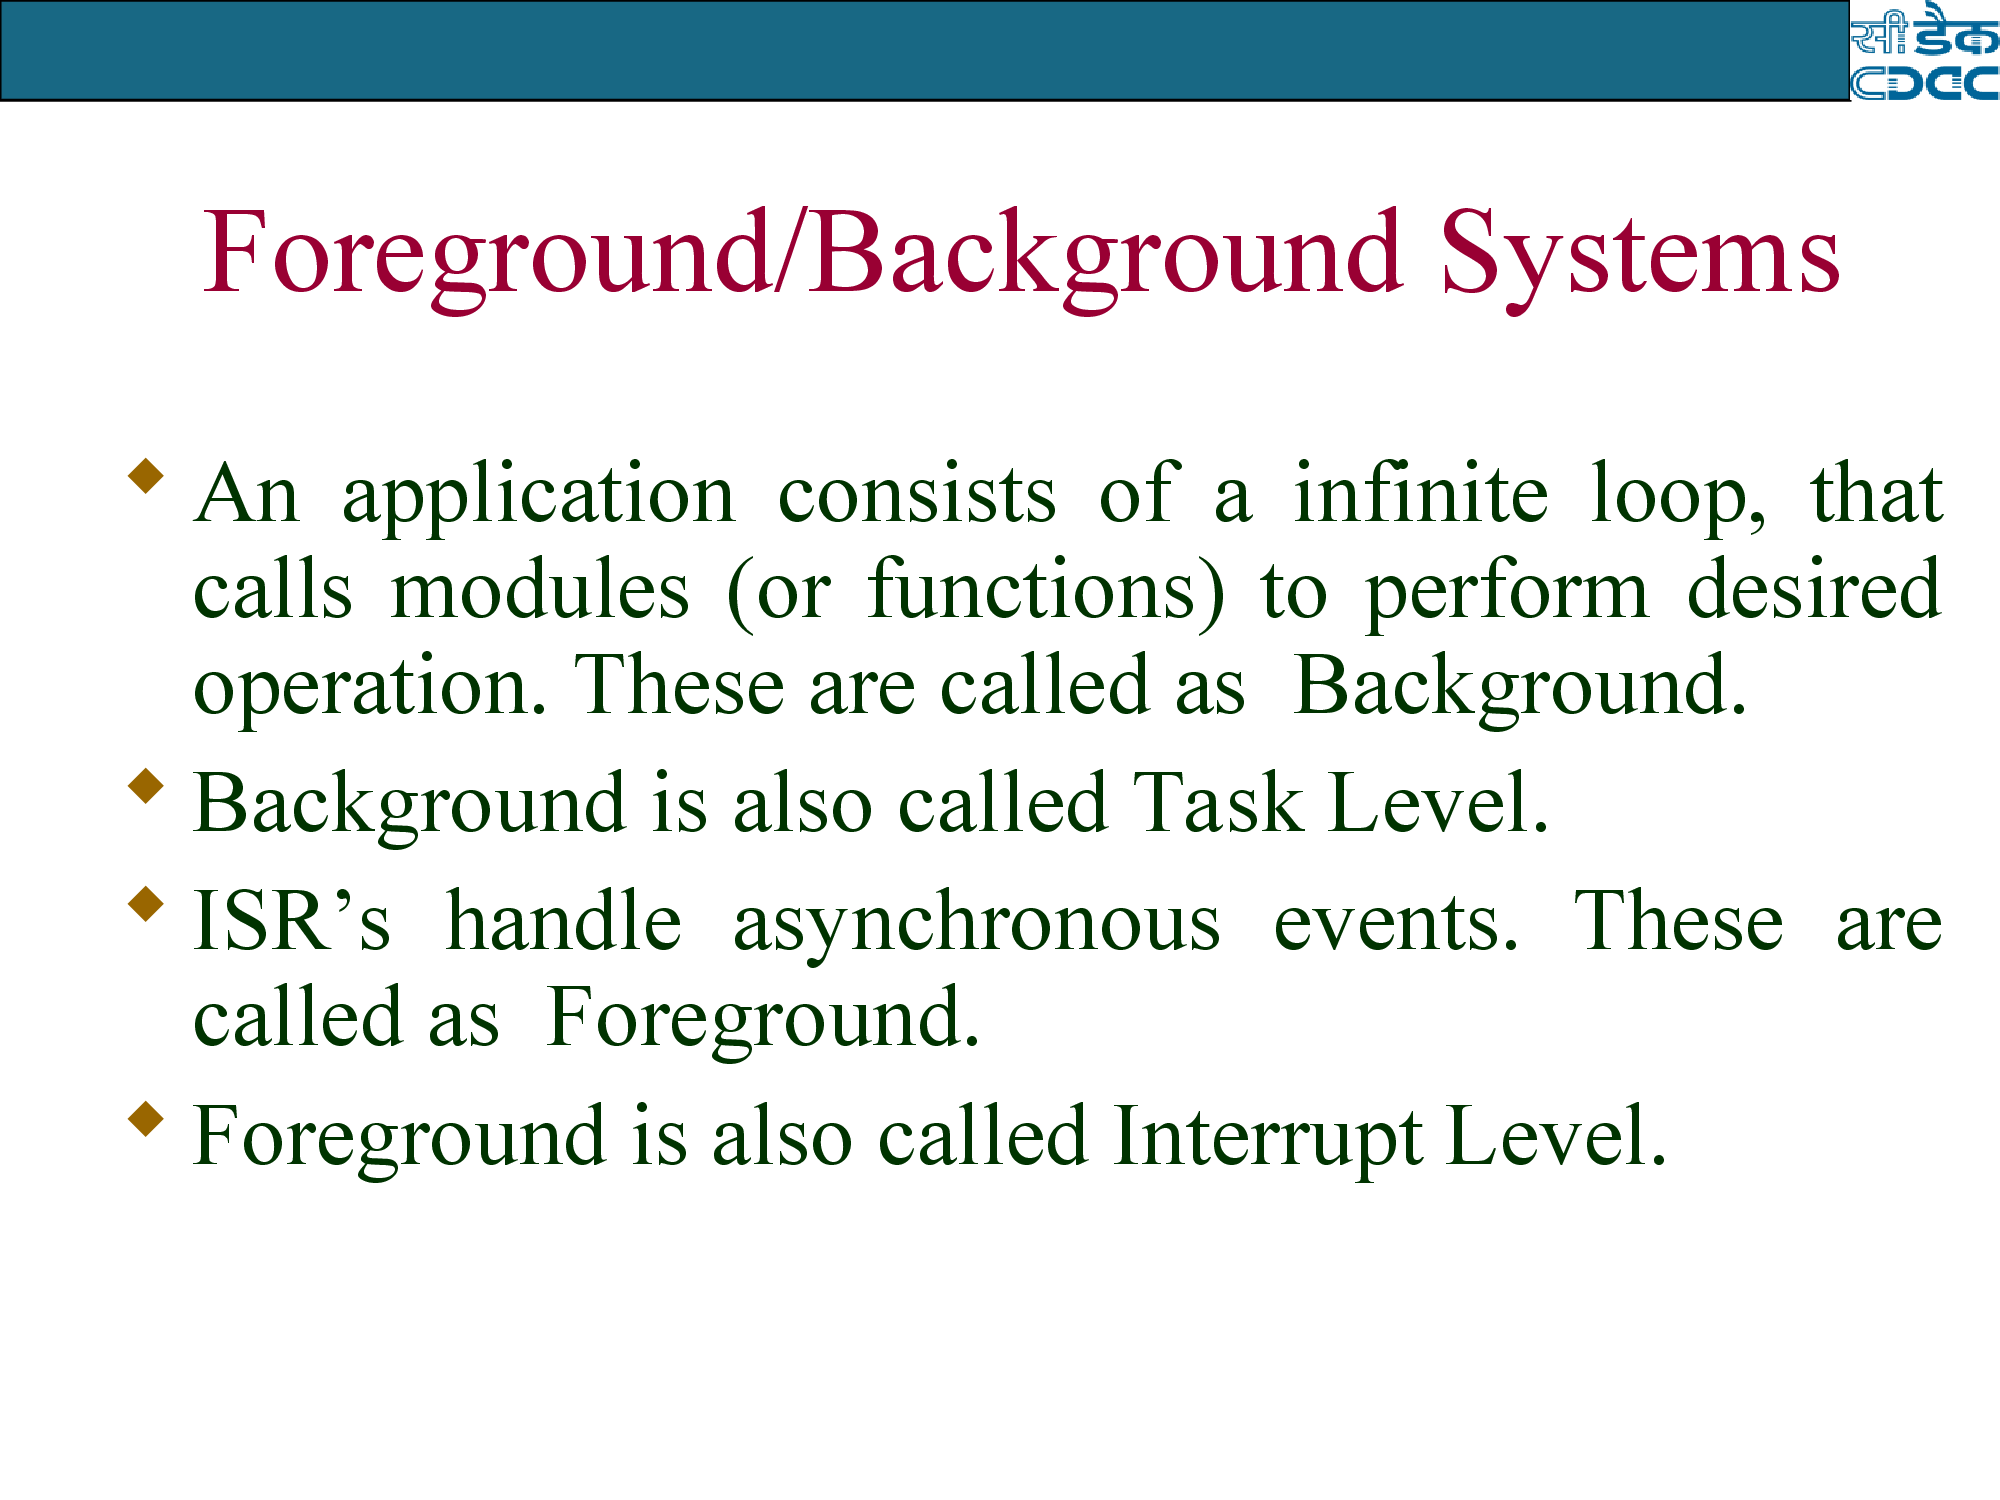 सी डैक
CDAC
Foreground/Background Systems
An application consists of a infinite loop, that
calls modules (or functions) to perform desired
operation. These are called as  Background.
Background is also called Task Level.
ISR’s handle asynchronous events. These are
called as  Foreground.
Foreground is also called Interrupt Level.